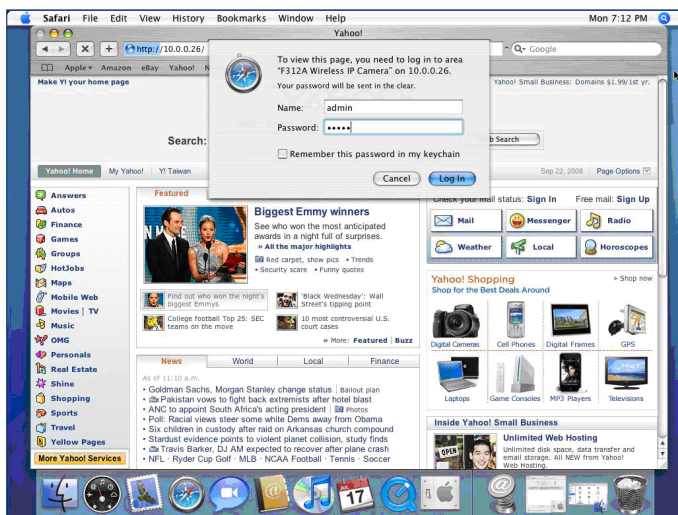 Safari File Edit View History Bookmarks Window Help Mon 7:12 PM
Yahoo!
http://10.0.0.26/
Google
Apple Amazon eBay Yahoo!
To view this page, you need to log in to area
"F312A Wireless IP Camera" on 10.0.0.26.
Your password will be sent in the clear.
Name: admin
Password: •••••
Remember this password in my keychain
Cancel Log In
Make Y! your home page
Yahoo! Small Business: Domains $1.99/1st yr.
Search:
b Search
Yahoo! Home My Yahoo! Y! Taiwan
Sep 22, 2008 Page Options
Answers
Autos
Finance
Games
Groups
HotJobs
Maps
Mobile Web
Movies | TV
Music
OMG
Personals
Real Estate
Shine
Shopping
Sports
Travel
Yellow Pages
More Yahoo! Services
Featured
Biggest Emmy winners
See who won the most anticipated
awards in a night full of surprises.
» All the major highlights
Red carpet, show pics • Trends
• Security scare • Funny quotes
Find out who won the night's
biggest Emmys
'Black Wednesday': Wall
Street's tipping point
College football Top 25: SEC
teams on the move
10 most controversial U.S.
court cases
» More: Featured | Buzz
News World Local Finance
As of 11:10 a.m.
• Goldman Sachs, Morgan Stanley change status | Bailout plan
• Pakistan vows to fight back extremists after hotel blast
• ANC to appoint South Africa's acting president | Photos
• Poll: Racial views steer some white Dems away from Obama
• Six children in custody after raid on Arkansas church compound
• Stardust evidence points to violent planet collision, study finds
• Travis Barker, DJ AM expected to recover after plane crash
• NFL · Ryder Cup Golf · MLB · NCAA Football · Tennis · Soccer
Check your mail status: Sign In Free mail: Sign Up
Mail
Messenger
Radio
Weather
Local
Horoscopes
Yahoo! Shopping » Shop now
Shop for the Best Deals Around
Digital Cameras
Cell Phones
Digital Frames
GPS
Laptops
Game Consoles
MP3 Players
Televisions
Inside Yahoo! Small Business
Unlimited Web Hosting
Unlimited disk space, data transfer and
email storage. All NEW from Yahoo!
Web Hosting.
OPEN
JUL
17